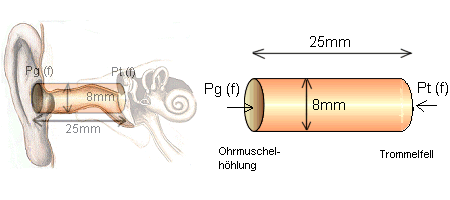 Pg (f)
Pt (f)
8mm
25mm
25mm
Pg (f)
Pt (f)
8mm
Ohrmuschel-
höhlung
Trommelfell